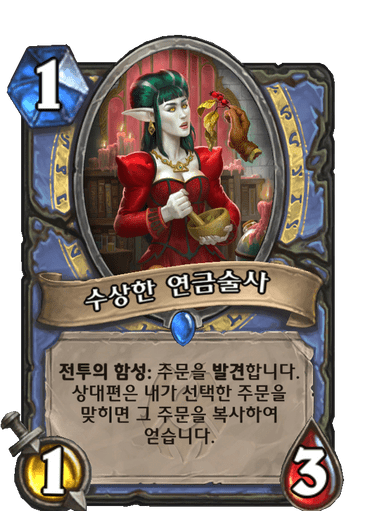 1
수상한 연금술사
전투의 함성: 주문을 발견합니다.
상대편은 내가 선택한 주문을
맞히면 그 주문을 복사하여
얻습니다.
1
3